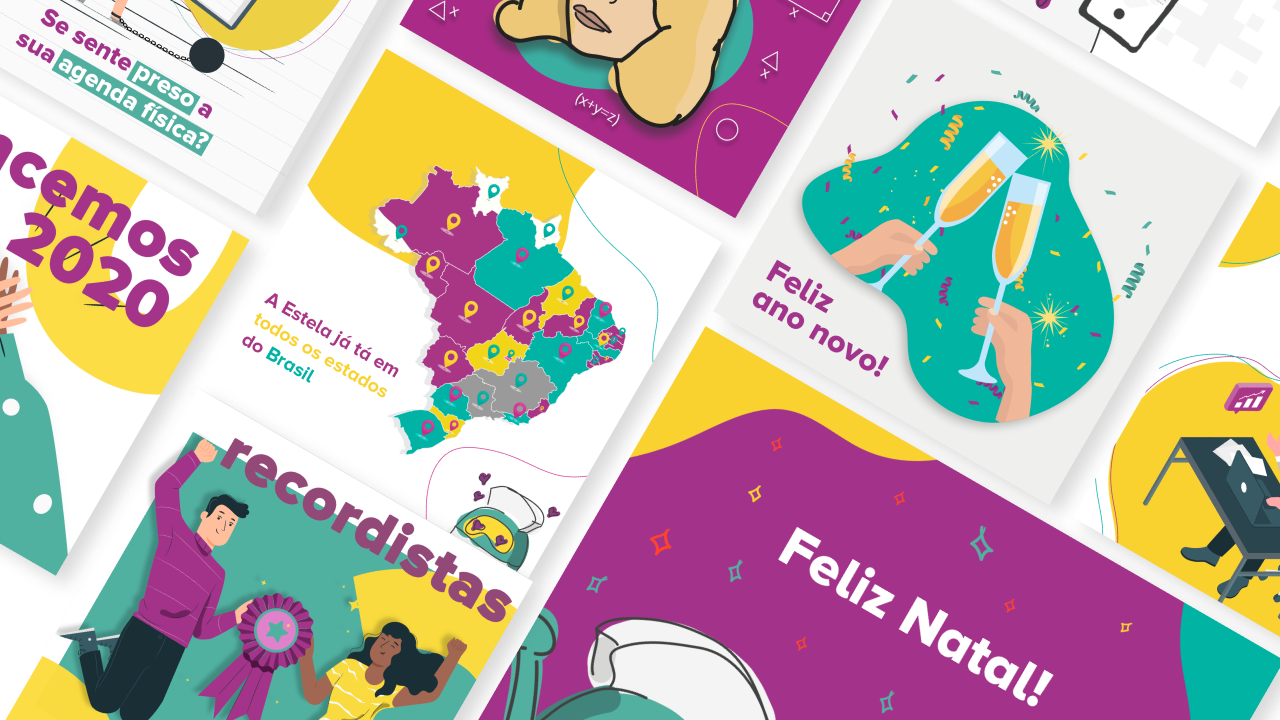 Se sente preso a
sua agenda física?
(x+y=z)
x
x
x
2020
A Estela já tá em
todos os estados
do Brasil
Feliz
ano novo!
recordistas
Feliz Natal!